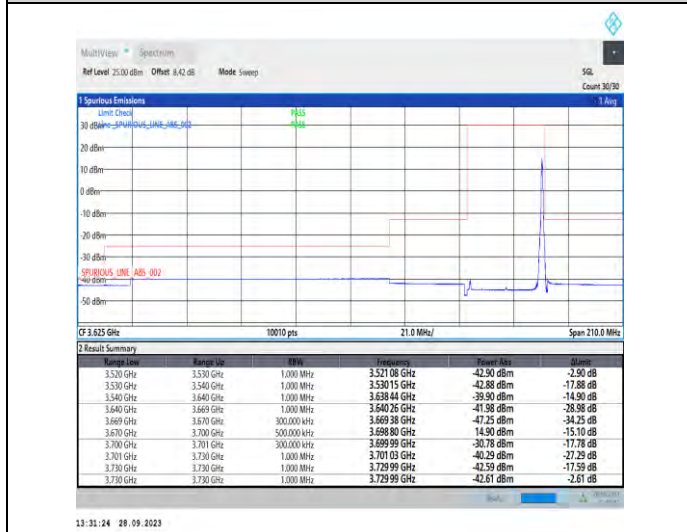 MultiView Spectrum
Ref Level 25.00 dBm Offset 8.42 dB Mode Sweep SGL
Count 30/30
1 Spurious Emissions 1 Avg
Limit Check PASS
Line _SPURIOUS_LINE_ABS_002 PASS
30 dBm
20 dBm
10 dBm
0 dBm
-10 dBm
-20 dBm
-30 dBm
SPURIOUS_LINE_ABS_002
-40 dBm
-50 dBm
CF 3.625 GHz 10010 pts 21.0 MHz/ Span 210.0 MHz
2 Result Summary
Range Low Range Up RBW Frequency Power Abs ΔLimit
3.520 GHz 3.530 GHz 1.000 MHz 3.521 08 GHz -42.90 dBm -2.90 dB
3.530 GHz 3.540 GHz 1.000 MHz 3.530 15 GHz -42.88 dBm -17.88 dB
3.540 GHz 3.640 GHz 1.000 MHz 3.638 44 GHz -39.90 dBm -14.90 dB
3.640 GHz 3.669 GHz 1.000 MHz 3.640 26 GHz -41.98 dBm -28.98 dB
3.669 GHz 3.670 GHz 300.000 kHz 3.669 38 GHz -47.25 dBm -34.25 dB
3.670 GHz 3.700 GHz 500.000 kHz 3.698 80 GHz 14.90 dBm -15.10 dB
3.700 GHz 3.701 GHz 300.000 kHz 3.699 99 GHz -30.78 dBm -17.78 dB
3.701 GHz 3.730 GHz 1.000 MHz 3.701 03 GHz -40.29 dBm -27.29 dB
3.730 GHz 3.730 GHz 1.000 MHz 3.729 99 GHz -42.59 dBm -17.59 dB
3.730 GHz 3.730 GHz 1.000 MHz 3.729 99 GHz -42.61 dBm -2.61 dB
13:31:24 28.09.2023